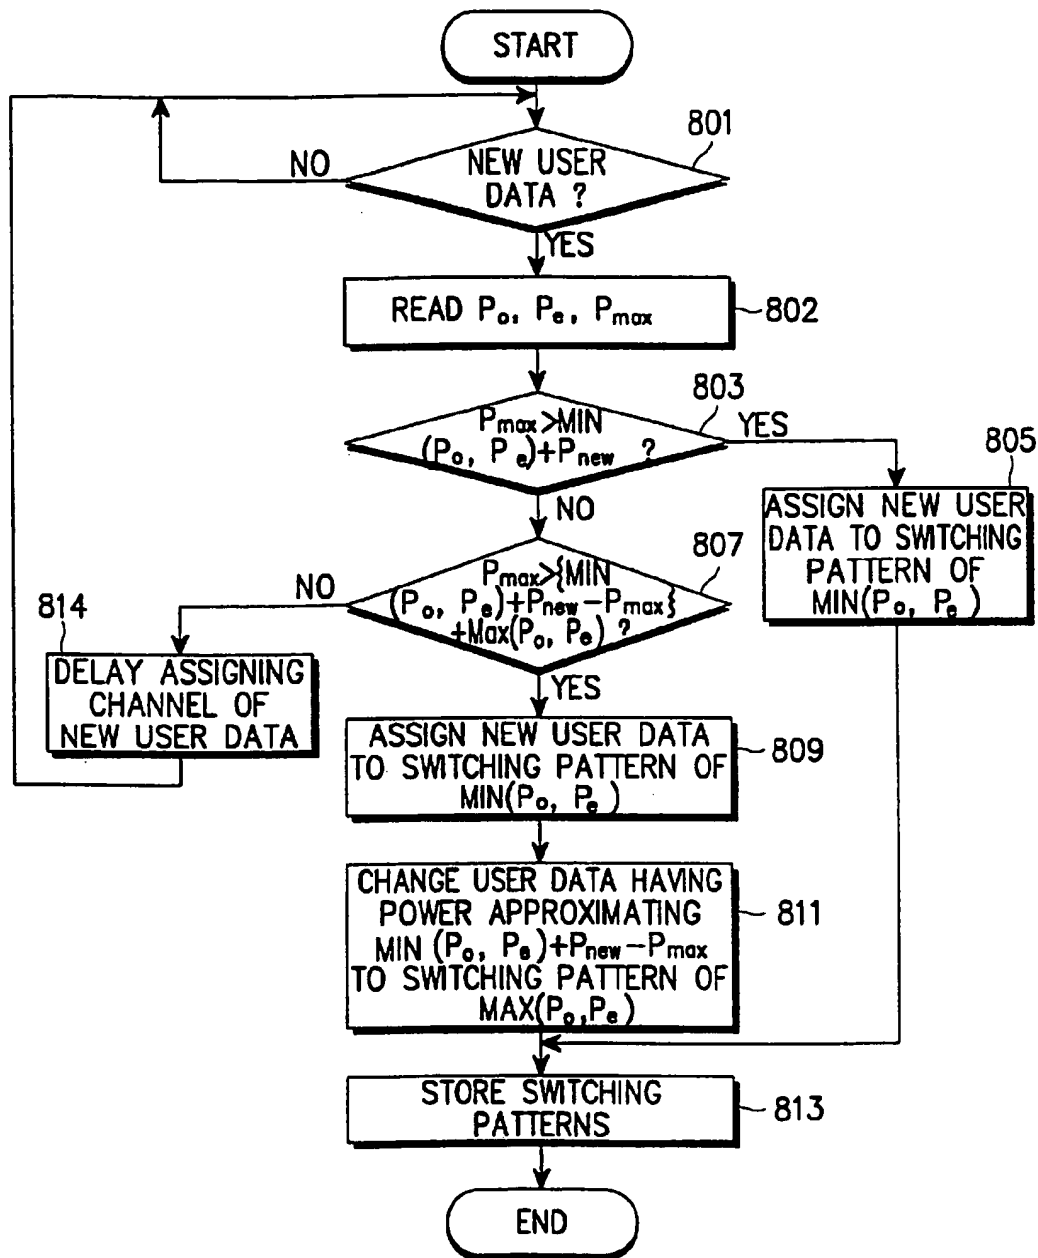 START
801
NO
NEW USER
DATA ?
YES
READ Po, Pe, Pmax
802
803
Pmax>MIN
(Po, Pe)+Pnew ?
YES
NO
805
ASSIGN NEW USER
DATA TO SWITCHING
PATTERN OF
MIN(Po, Pe)
807
NO
Pmax>{MIN
(Po, Pe)+Pnew-Pmax}
+Max(Po, Pe) ?
814
DELAY ASSIGNING
CHANNEL OF
NEW USER DATA
YES
ASSIGN NEW USER DATA
TO SWITCHING PATTERN OF
MIN(Po, Pe)
809
CHANGE USER DATA HAVING
POWER APPROXIMATING
MIN (Po, Pe)+Pnew-Pmax
TO SWITCHING PATTERN OF
MAX(Po,Pe)
811
STORE SWITCHING
PATTERNS
813
END